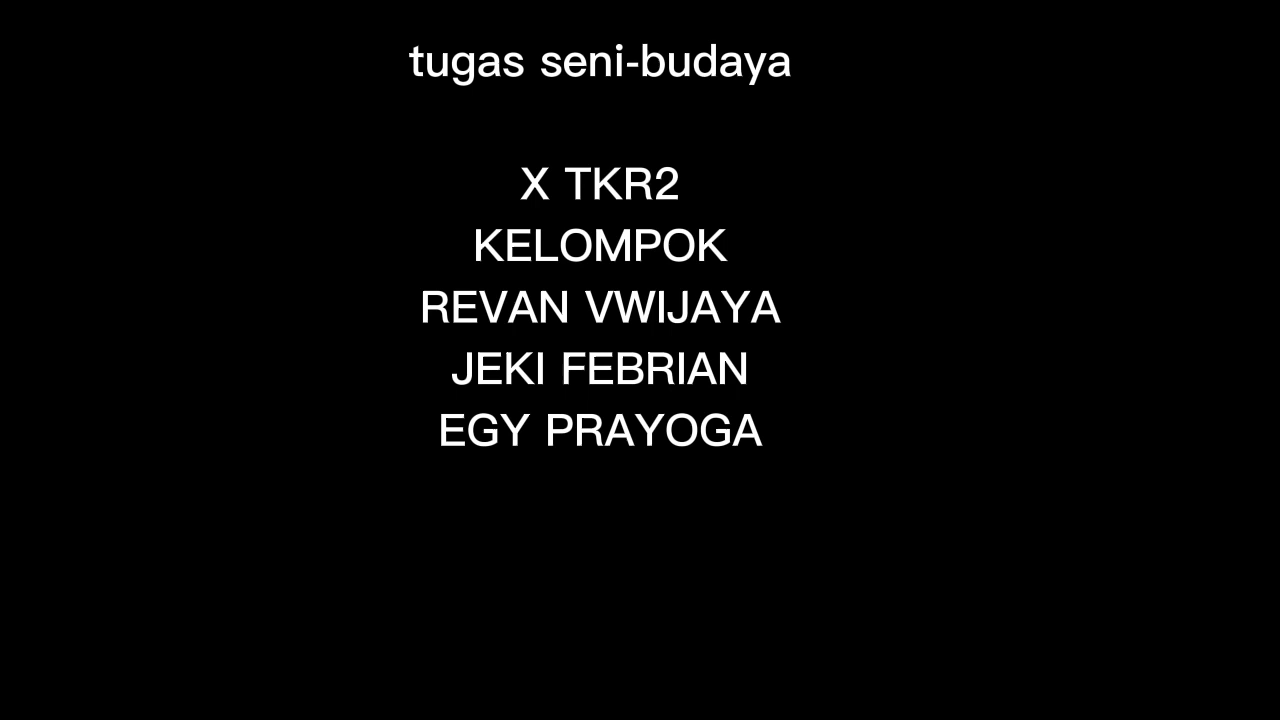 tugas seni-budaya
X TKR2
KELOMPOK
REVAN VWIJAYA
JEKI FEBRIAN
EGY PRAYOGA